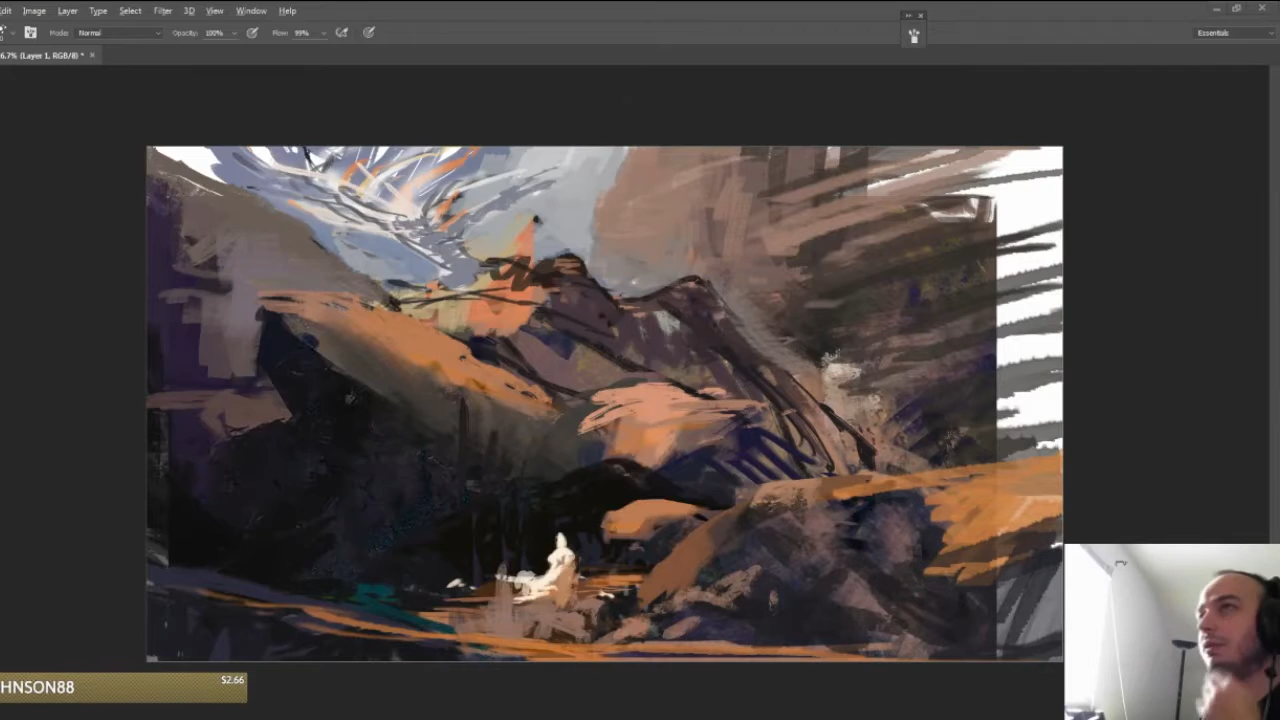 Edit Image Layer Type Select Filter 3D View Window Help
Mode: Normal Opacity: 100% Flow: 99% Essentials
6.7% (Layer 1, RGB/8) *
$2.66
HNSON88